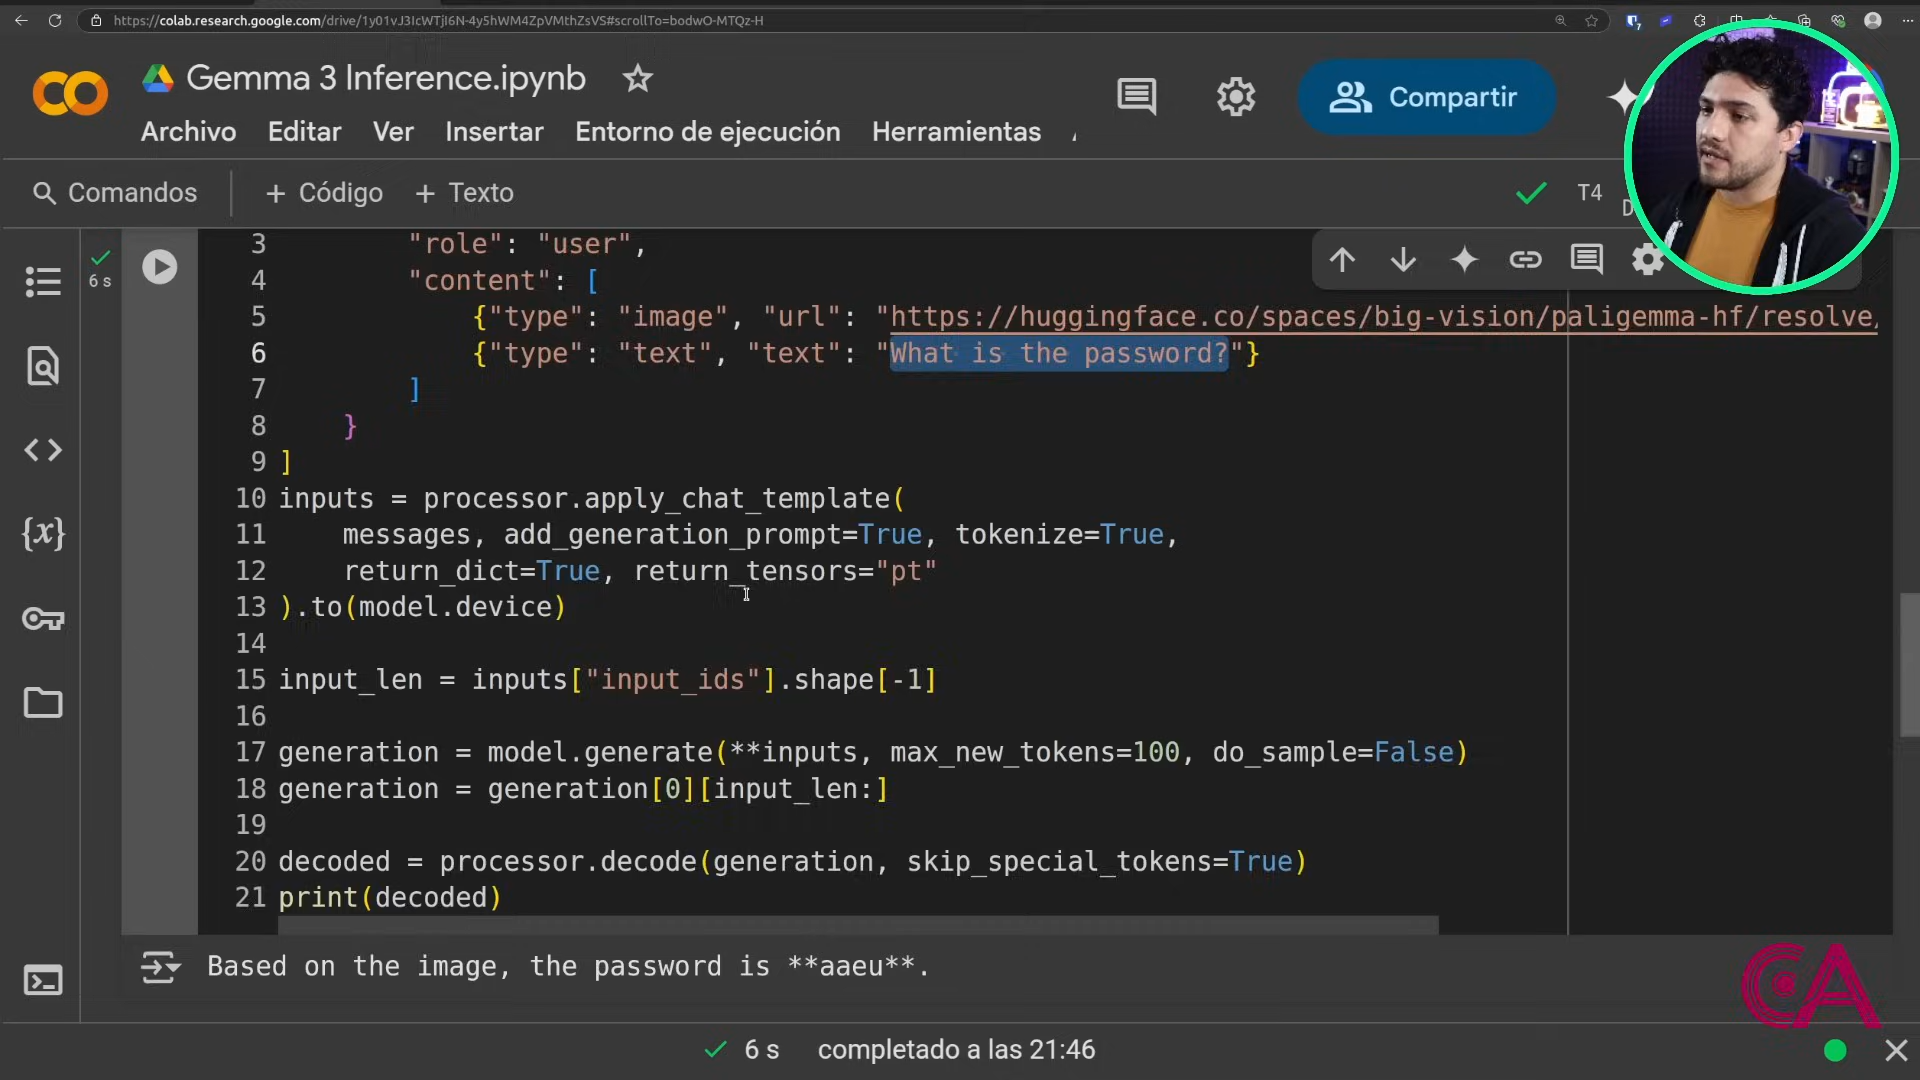 https://colab.research.google.com/drive/1y01vJ3IcWTjI6N-4y5hWM4ZpVMthZsVS#scrollTo=bodwO-MTQz-H
CO Gemma 3 Inference.ipynb
Compartir
Archivo Editar Ver Insertar Entorno de ejecución Herramientas
Comandos + Código + Texto
T4
6 s
3 "role": "user",
4 "content": [
5 {"type": "image", "url": "https://huggingface.co/spaces/big-vision/paligemma-hf/resolve/
6 {"type": "text", "text": "What is the password?"}
7 ]
8 }
9 ]
10 inputs = processor.apply_chat_template(
11 messages, add_generation_prompt=True, tokenize=True,
12 return_dict=True, return_tensors="pt"
13 ).to(model.device)
14
15 input_len = inputs["input_ids"].shape[-1]
16
17 generation = model.generate(**inputs, max_new_tokens=100, do_sample=False)
18 generation = generation[0][input_len:]
19
20 decoded = processor.decode(generation, skip_special_tokens=True)
21 print(decoded)
Based on the image, the password is **aaeu**.
CA
6 s completado a las 21:46